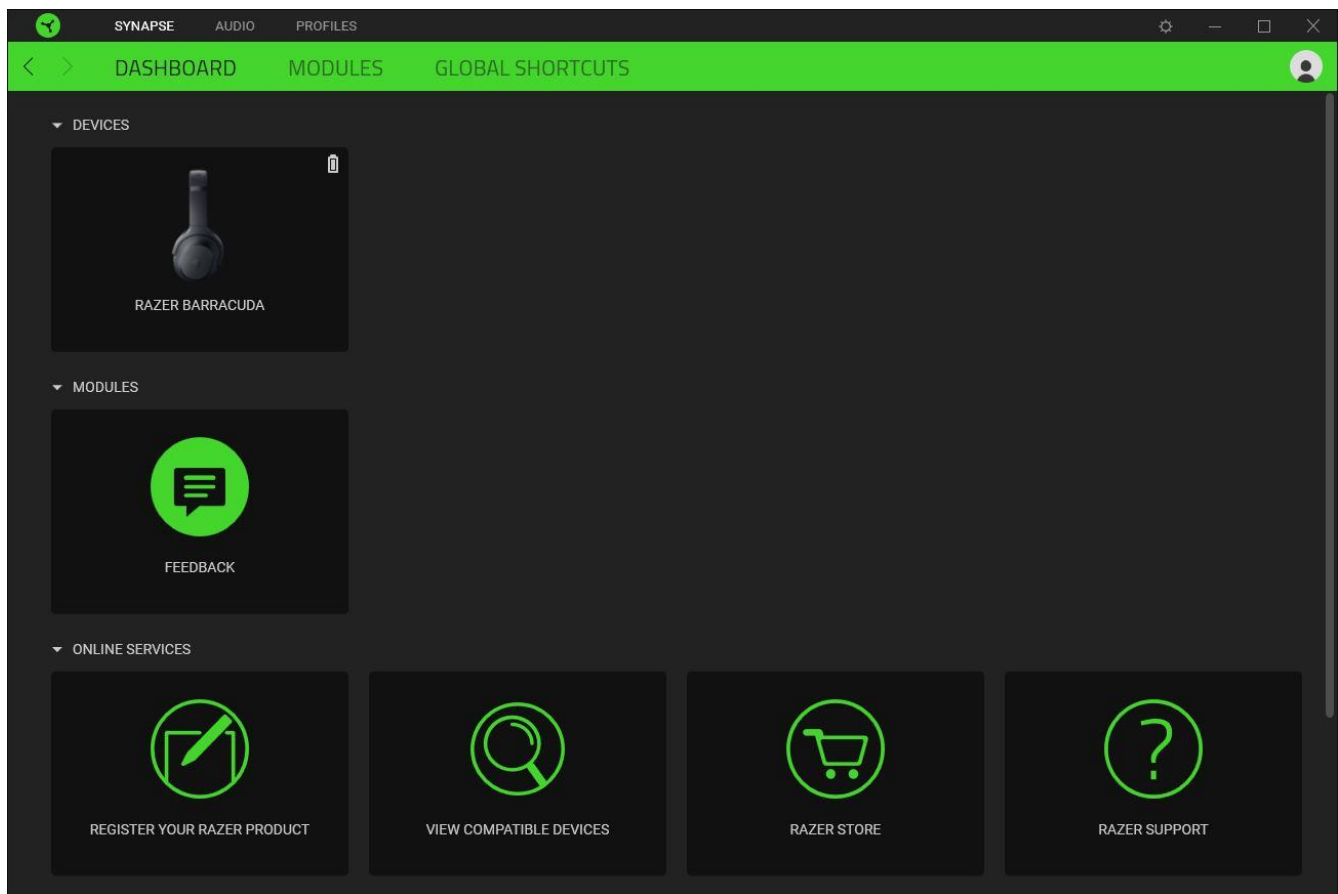 SYNAPSE AUDIO PROFILES
DASHBOARD MODULES GLOBAL SHORTCUTS
DEVICES
RAZER BARRACUDA
MODULES
FEEDBACK
ONLINE SERVICES
REGISTER YOUR RAZER PRODUCT VIEW COMPATIBLE DEVICES RAZER STORE RAZER SUPPORT